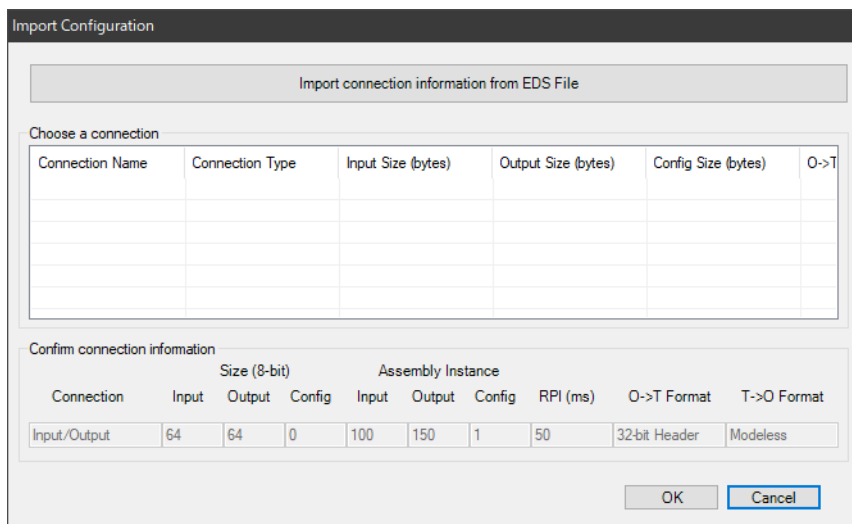 Import Configuration
Import connection information from EDS File
Choose a connection
Connection Name Connection Type Input Size (bytes) Output Size (bytes) Config Size (bytes) O->T
Confirm connection information
Size (8-bit) Assembly Instance
Connection Input Output Config Input Output Config RPI (ms) O->T Format T->O Format
Input/Output 64 64 0 100 150 1 50 32-bit Header Modeless
OK Cancel